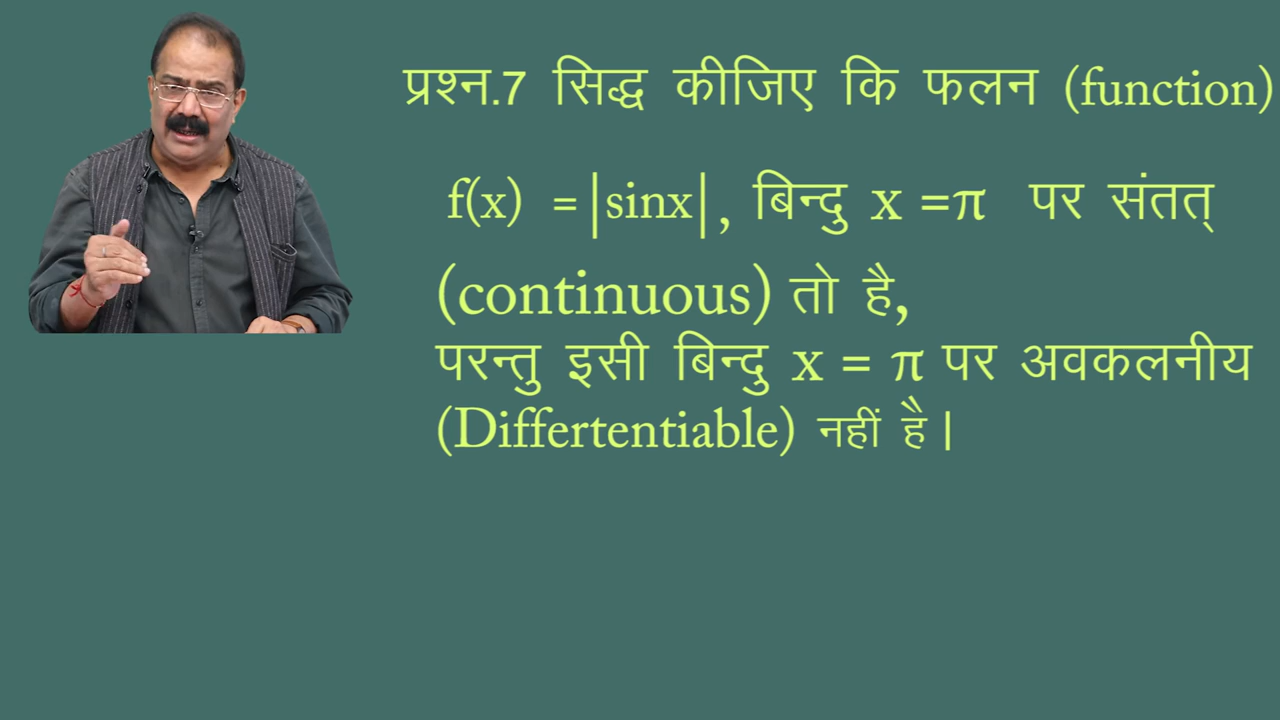 प्रश्न.7 सिद्ध कीजिए कि फलन (function)
f(x) =|sinx|, बिन्दु x =π पर संतत्
(continuous) तो है,
परन्तु इसी बिन्दु x = π पर अवकलनीय
(Differtentiable) नहीं है |